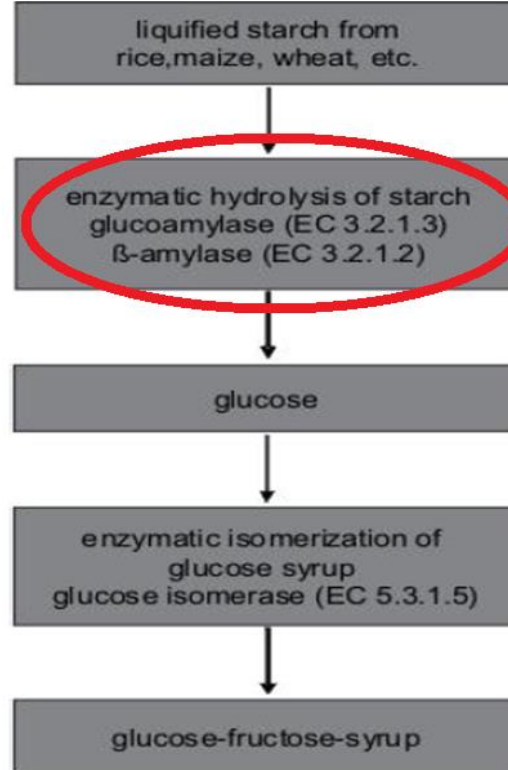 liquified starch from
rice,maize, wheat, etc.
enzymatic hydrolysis of starch
glucoamylase (EC 3.2.1.3)
ß-amylase (EC 3.2.1.2)
glucose
enzymatic isomerization of
glucose syrup
glucose isomerase (EC 5.3.1.5)
glucose-fructose-syrup